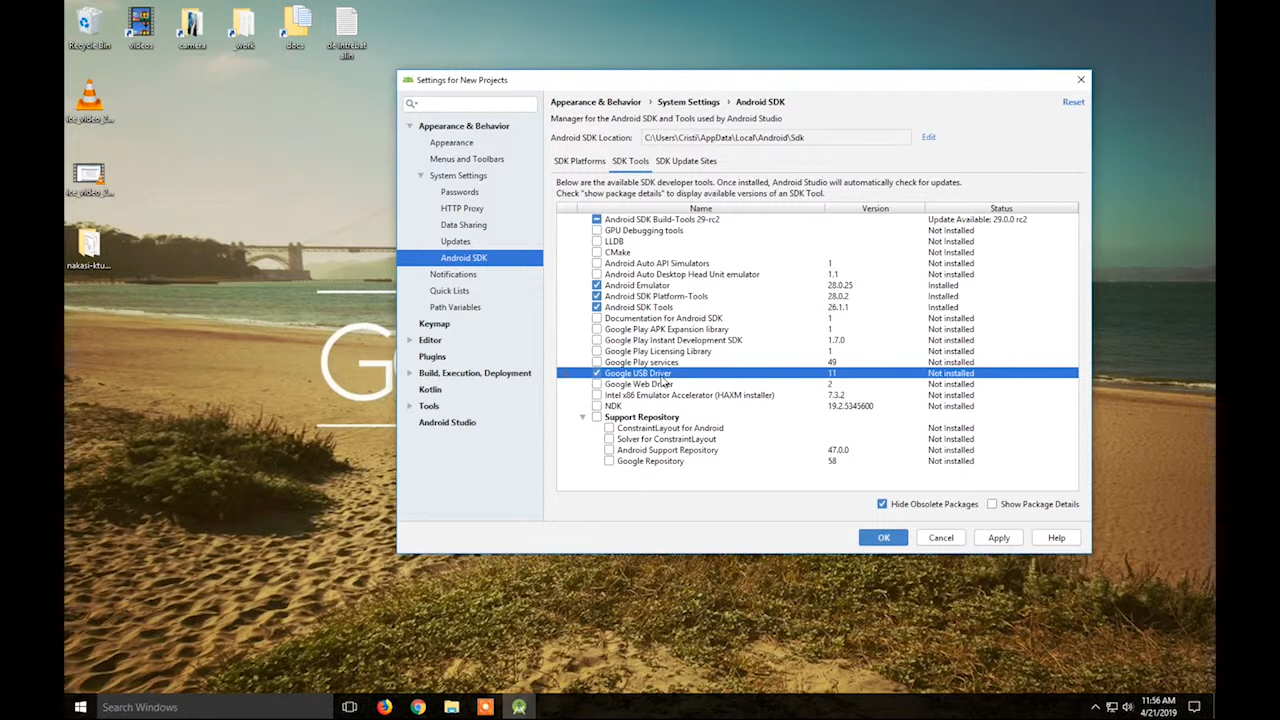 Recycle Bin
videos
camera
_work
docs
de intrebat
alin
ice_video_2...
ice_video_2...
nakasi-ktu...
G
Settings for New Projects
Appearance & Behavior
Appearance
Menus and Toolbars
System Settings
Passwords
HTTP Proxy
Data Sharing
Updates
Android SDK
Notifications
Quick Lists
Path Variables
Keymap
Editor
Plugins
Build, Execution, Deployment
Kotlin
Tools
Android Studio
Appearance & Behavior › System Settings › Android SDK
Reset
Manager for the Android SDK and Tools used by Android Studio
Android SDK Location: C:\Users\Cristi\AppData\Local\Android\Sdk Edit
SDK Platforms SDK Tools SDK Update Sites
Below are the available SDK developer tools. Once installed, Android Studio will automatically check for updates.
Check "show package details" to display available versions of an SDK Tool.
Name Version Status
Android SDK Build-Tools 29-rc2 Update Available: 29.0.0 rc2
GPU Debugging tools Not Installed
LLDB Not Installed
CMake Not Installed
Android Auto API Simulators 1 Not installed
Android Auto Desktop Head Unit emulator 1.1 Not installed
Android Emulator 28.0.25 Installed
Android SDK Platform-Tools 28.0.2 Installed
Android SDK Tools 26.1.1 Installed
Documentation for Android SDK 1 Not installed
Google Play APK Expansion library 1 Not installed
Google Play Instant Development SDK 1.7.0 Not installed
Google Play Licensing Library 1 Not installed
Google Play services 49 Not installed
Google USB Driver 11 Not installed
Google Web Driver 2 Not installed
Intel x86 Emulator Accelerator (HAXM installer) 7.3.2 Not installed
NDK 19.2.5345600 Not installed
Support Repository
ConstraintLayout for Android Not Installed
Solver for ConstraintLayout Not Installed
Android Support Repository 47.0.0 Not installed
Google Repository 58 Not installed
Hide Obsolete Packages Show Package Details
OK Cancel Apply Help
Search Windows
11:56 AM
4/21/2019